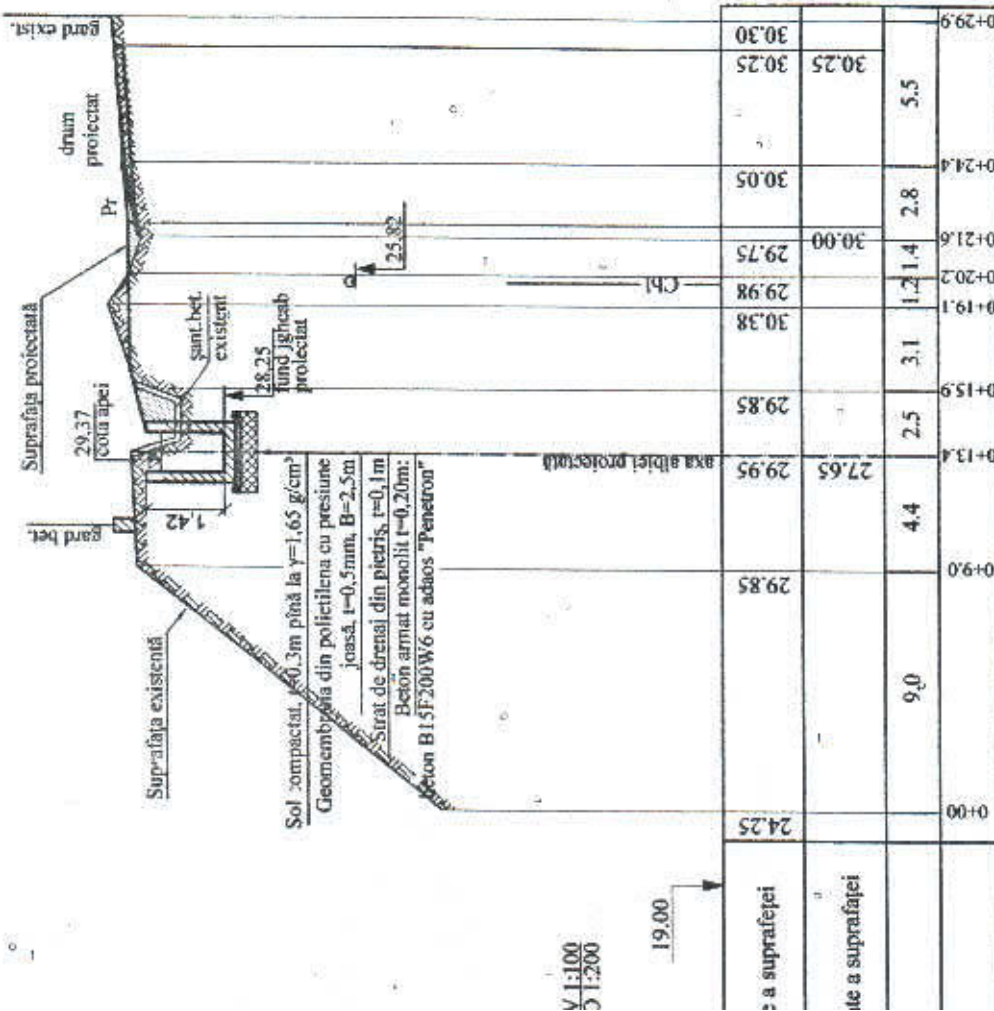 gard exist.
drum
proiectat
Pr
Suprafața proiectată
29,37
cota apei
șanț.bet.
existent
28,25
fund jgheab
proiectat
25,82
Cbl
gard bet.
1,42
axa albiei proiectată
Suprafața existentă
Sol compactat, t=0,3m pînă la γ=1,65 g/cm³
Geomembrana din polietilena cu presiune
joasă, t=0,5mm, B=2,5m
Strat de drenaj din pietriș, t=0,1m
Beton armat monolit t=0,20m:
Beton B15F200W6 cu adaos "Penetron"
V 1:100
O 1:200
19.00
e a suprafeței
24.25
29.85
29.95
29.85
30.38
29.98
29.75
30.05
30.25
30.30
te a suprafaței
27.65
30.00
30.25
9.0
4.4
2.5
3.1
1.2
1.4
2.8
5.5
0+00
0+9.0
0+13.4
0+15.9
0+19.1
0+20.2
0+21.6
0+24.4
0+29.9